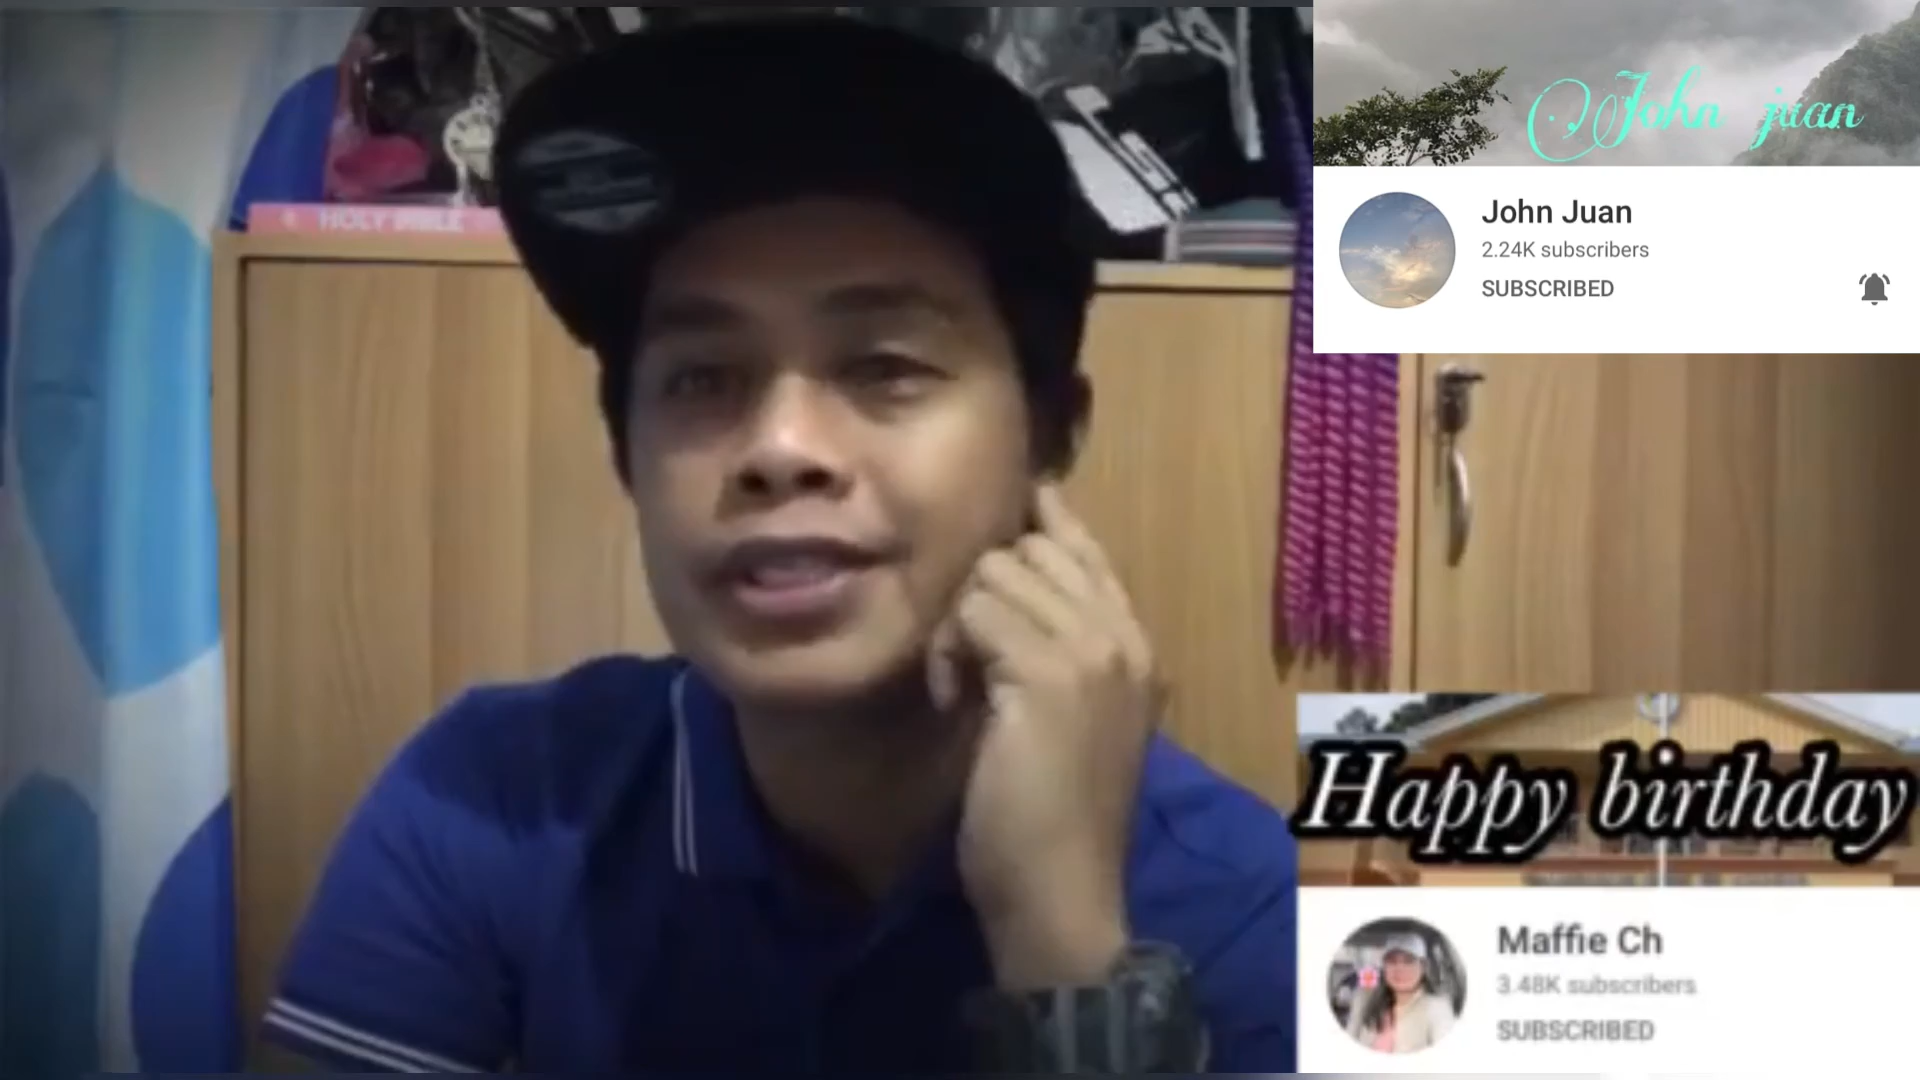 HOLY BIBLE
John juan
John Juan
2.24K subscribers
SUBSCRIBED
Happy birthday
Maffie Ch
3.48K subscribers
SUBSCRIBED